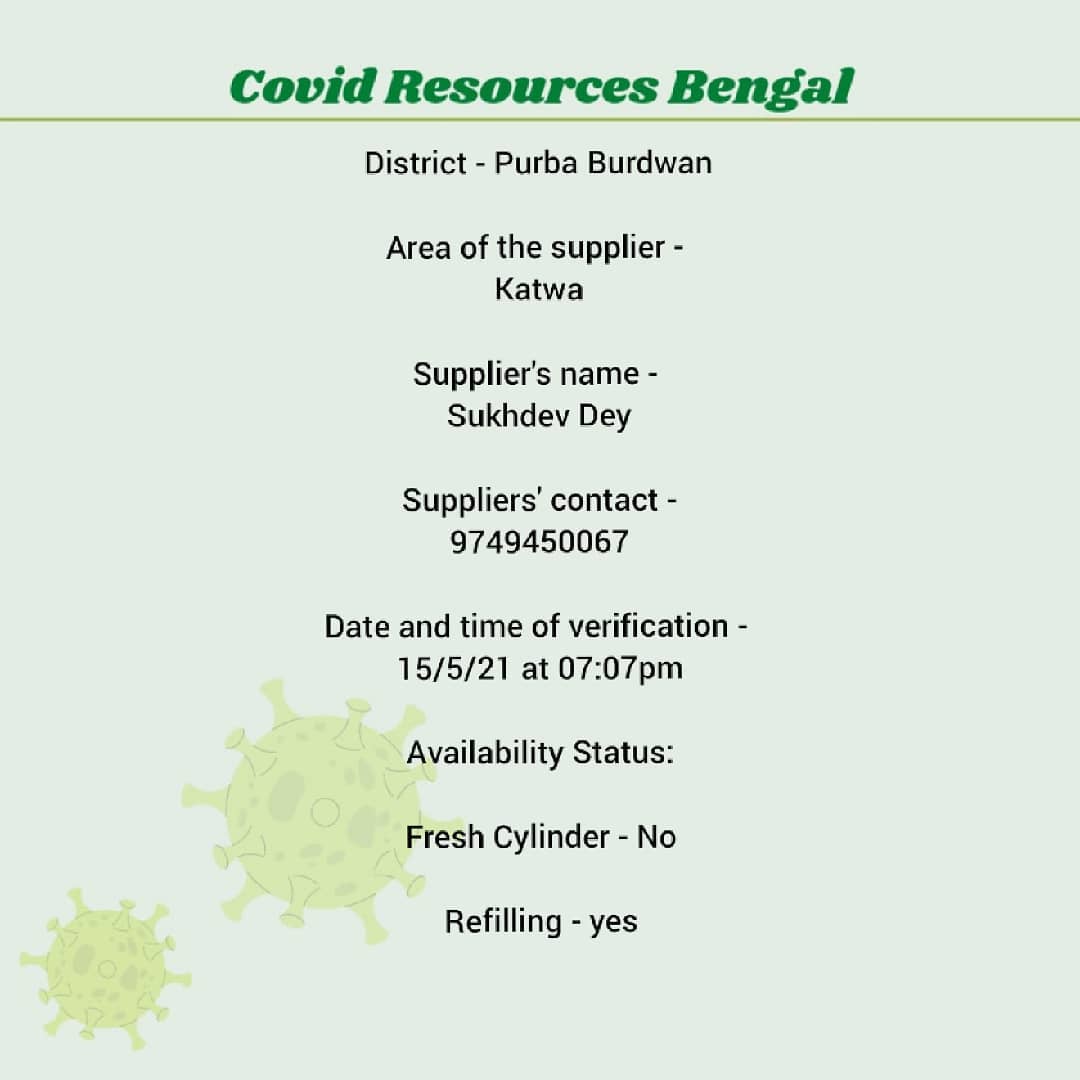 Covid Resources Bengal
District - Purba Burdwan
Area of the supplier -
Katwa
Supplier's name -
Sukhdev Dey
Suppliers' contact -
9749450067
Date and time of verification -
15/5/21 at 07:07pm
Availability Status:
Fresh Cylinder - No
Refilling - yes